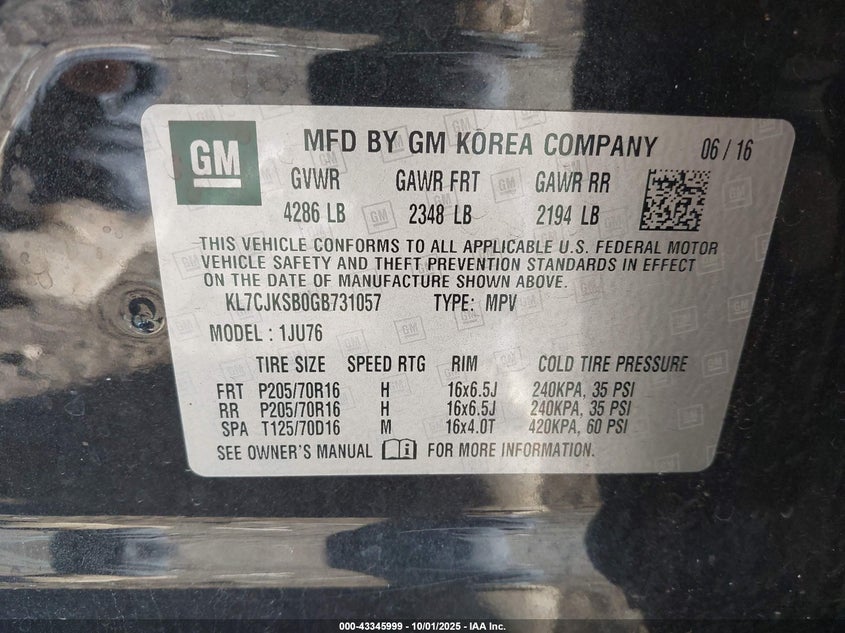 GM MFD BY GM KOREA COMPANY 06 / 16
GVWR GAWR FRT GAWR RR
4286 LB 2348 LB 2194 LB
THIS VEHICLE CONFORMS TO ALL APPLICABLE U.S. FEDERAL MOTOR
VEHICLE SAFETY AND THEFT PREVENTION STANDARDS IN EFFECT
ON THE DATE OF MANUFACTURE SHOWN ABOVE.
KL7CJKSB0GB731057 TYPE: MPV
MODEL : 1JU76
TIRE SIZE SPEED RTG RIM COLD TIRE PRESSURE
FRT P205/70R16 H 16x6.5J 240KPA, 35 PSI
RR P205/70R16 H 16x6.5J 240KPA, 35 PSI
SPA T125/70D16 M 16x4.0T 420KPA, 60 PSI
SEE OWNER'S MANUAL FOR MORE INFORMATION.
000-43345999 - 10/01/2025 - IAA Inc.